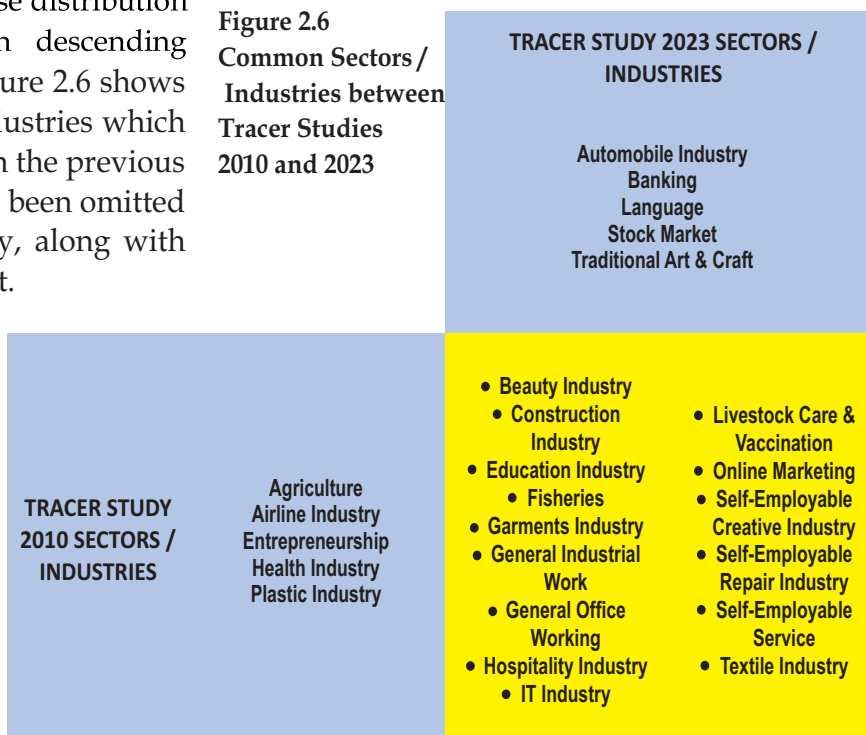 se distribution
descending
ure 2.6 shows
dustries which
the previous
been omitted
y, along with
t.
Figure 2.6
Common Sectors /
Industries between
Tracer Studies
2010 and 2023
TRACER STUDY 2023 SECTORS /
INDUSTRIES
Automobile Industry
Banking
Language
Stock Market
Traditional Art & Craft
TRACER STUDY
2010 SECTORS /
INDUSTRIES
Agriculture
Airline Industry
Entrepreneurship
Health Industry
Plastic Industry
• Beauty Industry
• Construction
Industry
• Education Industry
• Fisheries
• Garments Industry
• General Industrial
Work
• General Office
Working
• Hospitality Industry
• IT Industry
• Livestock Care &
Vaccination
• Online Marketing
• Self-Employable
Creative Industry
• Self-Employable
Repair Industry
• Self-Employable
Service
• Textile Industry